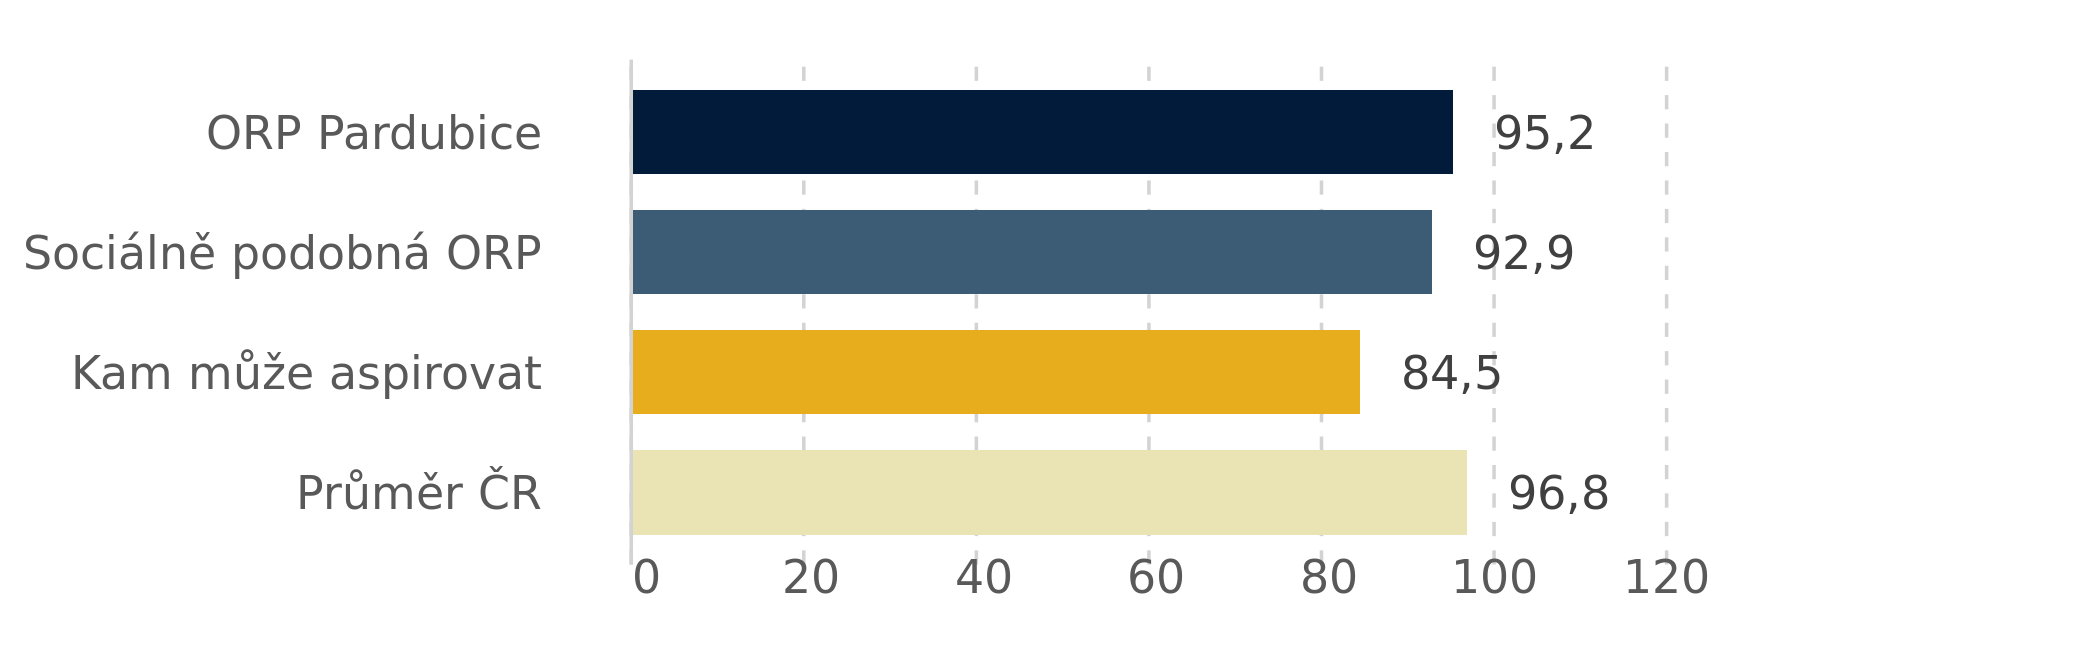 ORP Pardubice 95,2
Sociálně podobná ORP 92,9
Kam může aspirovat 84,5
Průměr ČR 96,8
0 20 40 60 80 100 120